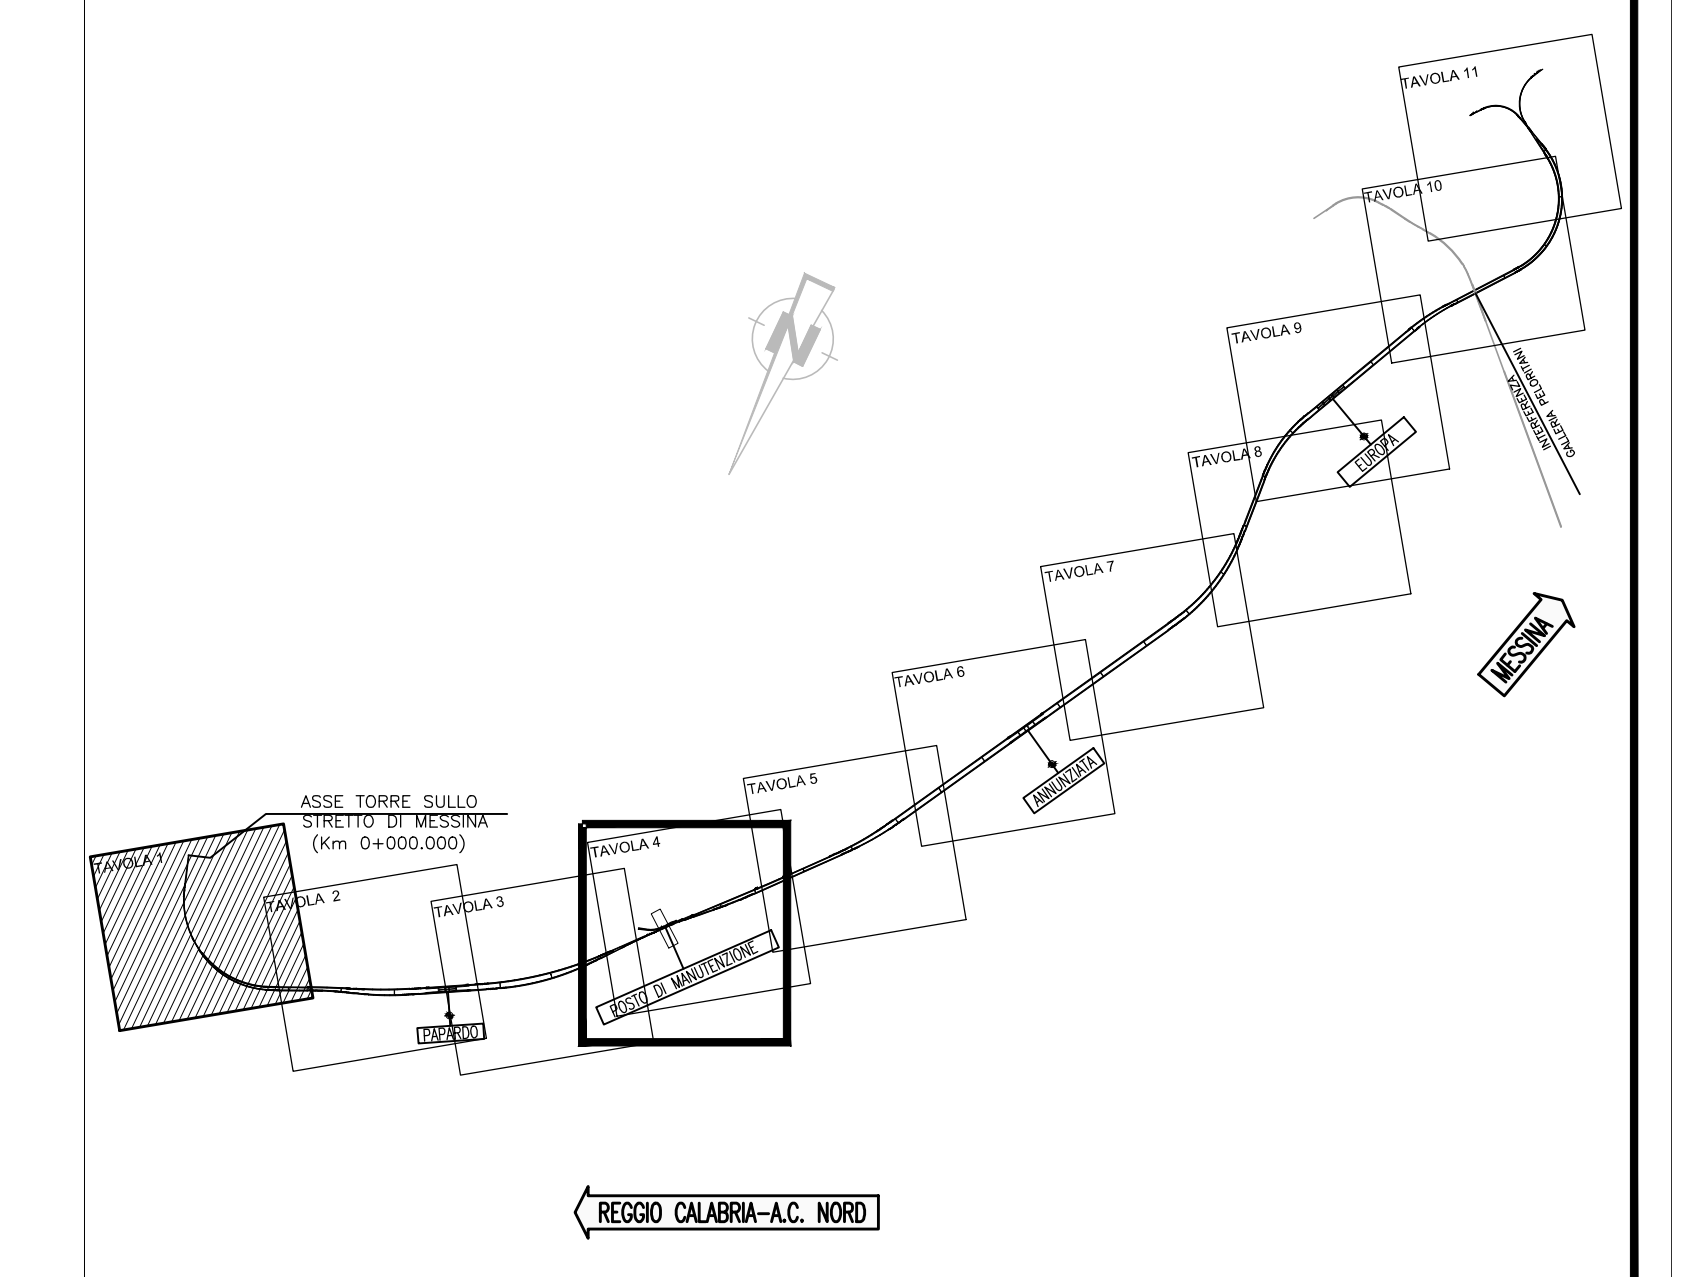 TAVOLA 11
TAVOLA 10
TAVOLA 9
N
INTERFERENZA
GALLERIA PELORITANI
EUROPA
TAVOLA 8
TAVOLA 7
MESSINA
TAVOLA 6
ANNUNZIATA
TAVOLA 5
ASSE TORRE SULLO
STRETTO DI MESSINA
(Km 0+000.000)
TAVOLA 4
TAVOLA 1
TAVOLA 2
TAVOLA 3
POSTO DI MANUTENZIONE
PAPARDO
REGGIO CALABRIA-A.C. NORD